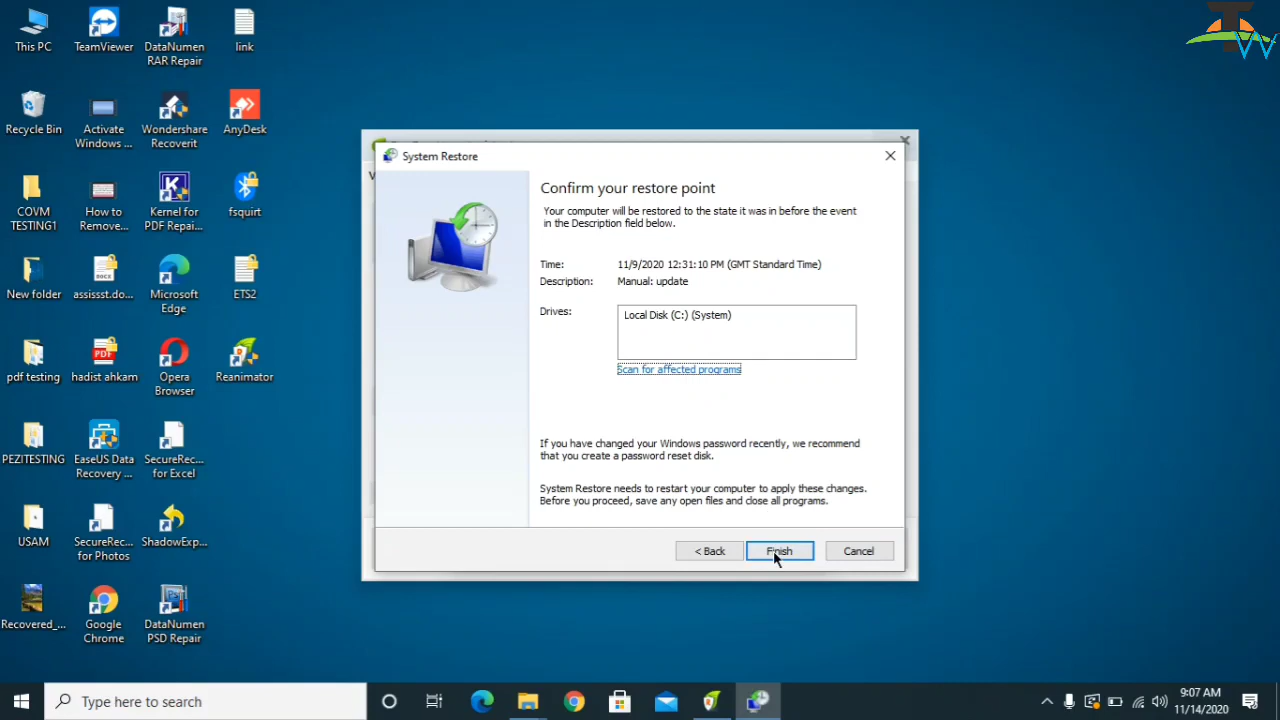 This PC
TeamViewer
DataNumen
RAR Repair
link
Recycle Bin
Activate
Windows ...
Wondershare
Recoverit
AnyDesk
COVM
TESTING1
How to
Remove...
Kernel for
PDF Repai...
fsquirt
New folder
assissst.do...
Microsoft
Edge
ETS2
pdf testing
hadist ahkam
Opera
Browser
Reanimator
PEZITESTING
EaseUS Data
Recovery ...
SecureRec...
for Excel
USAM
SecureRec...
for Photos
ShadowExp...
Recovered_...
Google
Chrome
DataNumen
PSD Repair
System Restore
Confirm your restore point
Your computer will be restored to the state it was in before the event
in the Description field below.
Time: 11/9/2020 12:31:10 PM (GMT Standard Time)
Description: Manual: update
Drives: Local Disk (C:) (System)
Scan for affected programs
If you have changed your Windows password recently, we recommend
that you create a password reset disk.
System Restore needs to restart your computer to apply these changes.
Before you proceed, save any open files and close all programs.
< Back Finish Cancel
Type here to search
9:07 AM
11/14/2020